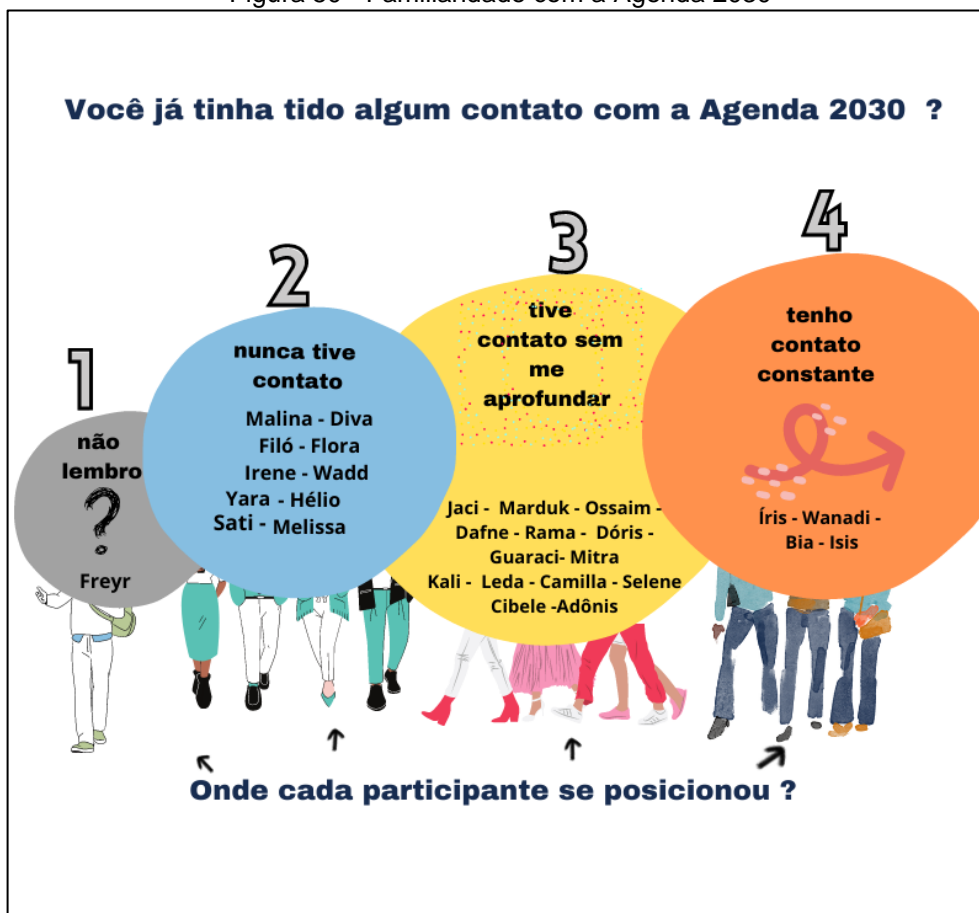 Você já tinha tido algum contato com a Agenda 2030 ?
1
não
lembro
?
Freyr
2
nunca tive
contato
Malina - Diva
Filó - Flora
Irene - Wadd
Yara - Hélio
Sati - Melissa
3
tive
contato sem
me
aprofundar
Jaci - Marduk - Ossaim -
Dafne - Rama - Dóris -
Guaraci- Mitra
Kali - Leda - Camilla - Selene
Cibele -Adônis
4
tenho
contato
constante
Íris - Wanadi -
Bia - Isis
Onde cada participante se posicionou ?